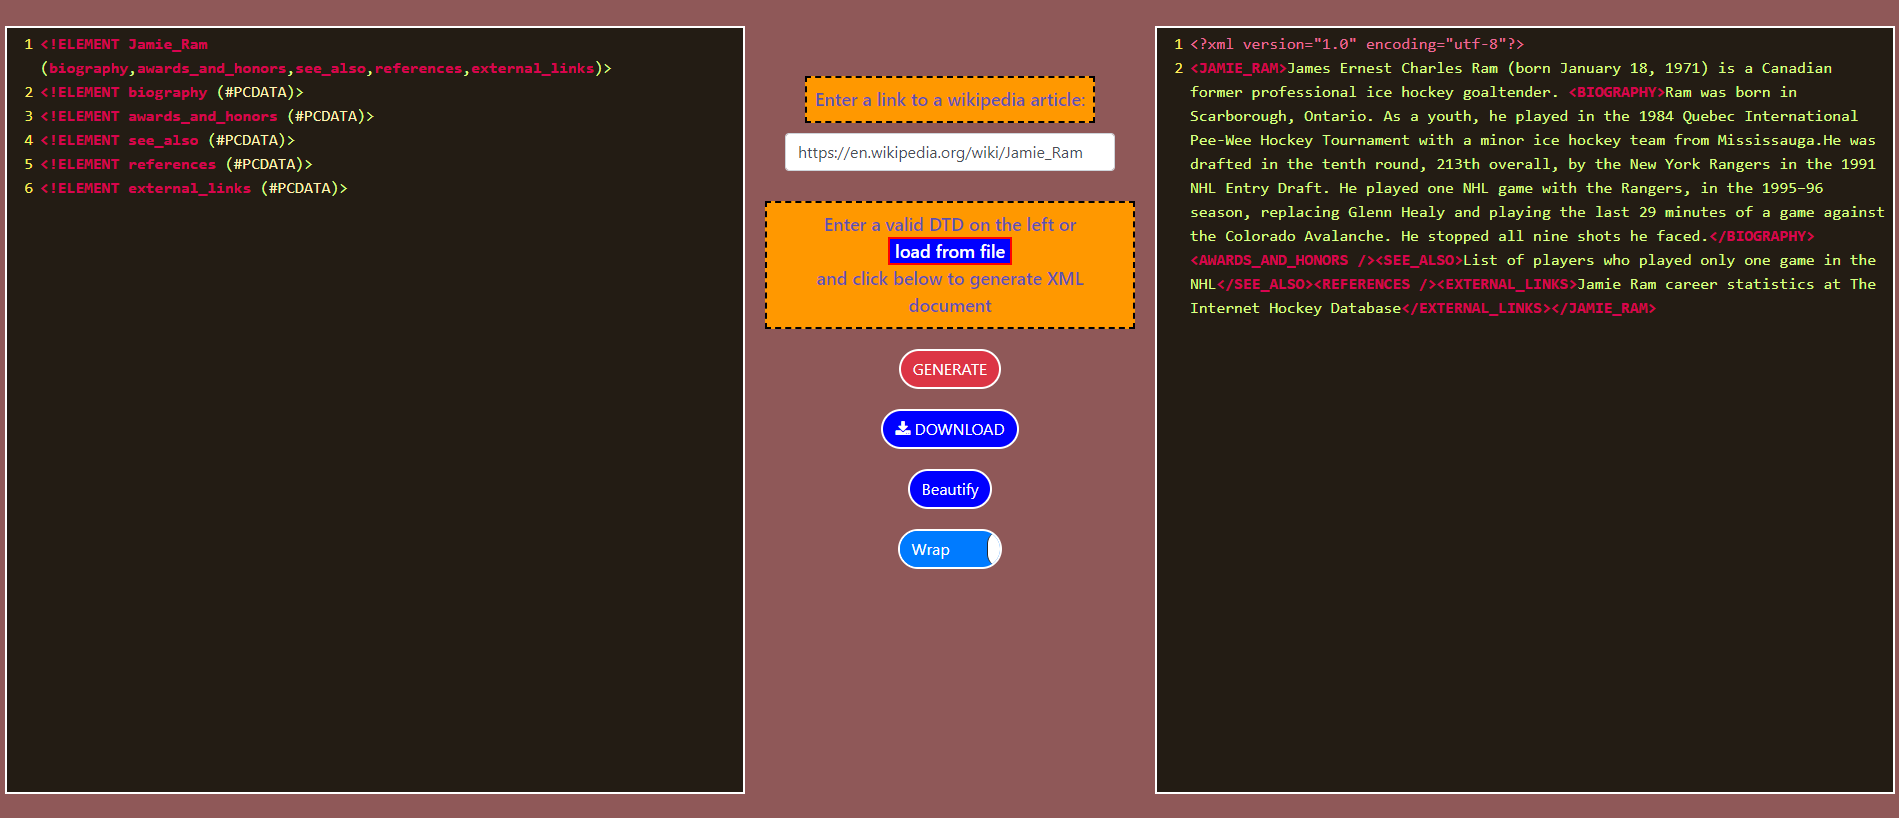 1 <!ELEMENT Jamie_Ram
(biography,awards_and_honors,see_also,references,external_links)>
2 <!ELEMENT biography (#PCDATA)>
3 <!ELEMENT awards_and_honors (#PCDATA)>
4 <!ELEMENT see_also (#PCDATA)>
5 <!ELEMENT references (#PCDATA)>
6 <!ELEMENT external_links (#PCDATA)>
Enter a link to a wikipedia article:
https://en.wikipedia.org/wiki/Jamie_Ram
Enter a valid DTD on the left or
load from file
and click below to generate XML
document
GENERATE
DOWNLOAD
Beautify
Wrap
1 <?xml version="1.0" encoding="utf-8"?>
2 <JAMIE_RAM>James Ernest Charles Ram (born January 18, 1971) is a Canadian
former professional ice hockey goaltender. <BIOGRAPHY>Ram was born in
Scarborough, Ontario. As a youth, he played in the 1984 Quebec International
Pee-Wee Hockey Tournament with a minor ice hockey team from Mississauga.He was
drafted in the tenth round, 213th overall, by the New York Rangers in the 1991
NHL Entry Draft. He played one NHL game with the Rangers, in the 1995–96
season, replacing Glenn Healy and playing the last 29 minutes of a game against
the Colorado Avalanche. He stopped all nine shots he faced.</BIOGRAPHY>
<AWARDS_AND_HONORS /><SEE_ALSO>List of players who played only one game in the
NHL</SEE_ALSO><REFERENCES /><EXTERNAL_LINKS>Jamie Ram career statistics at The
Internet Hockey Database</EXTERNAL_LINKS></JAMIE_RAM>